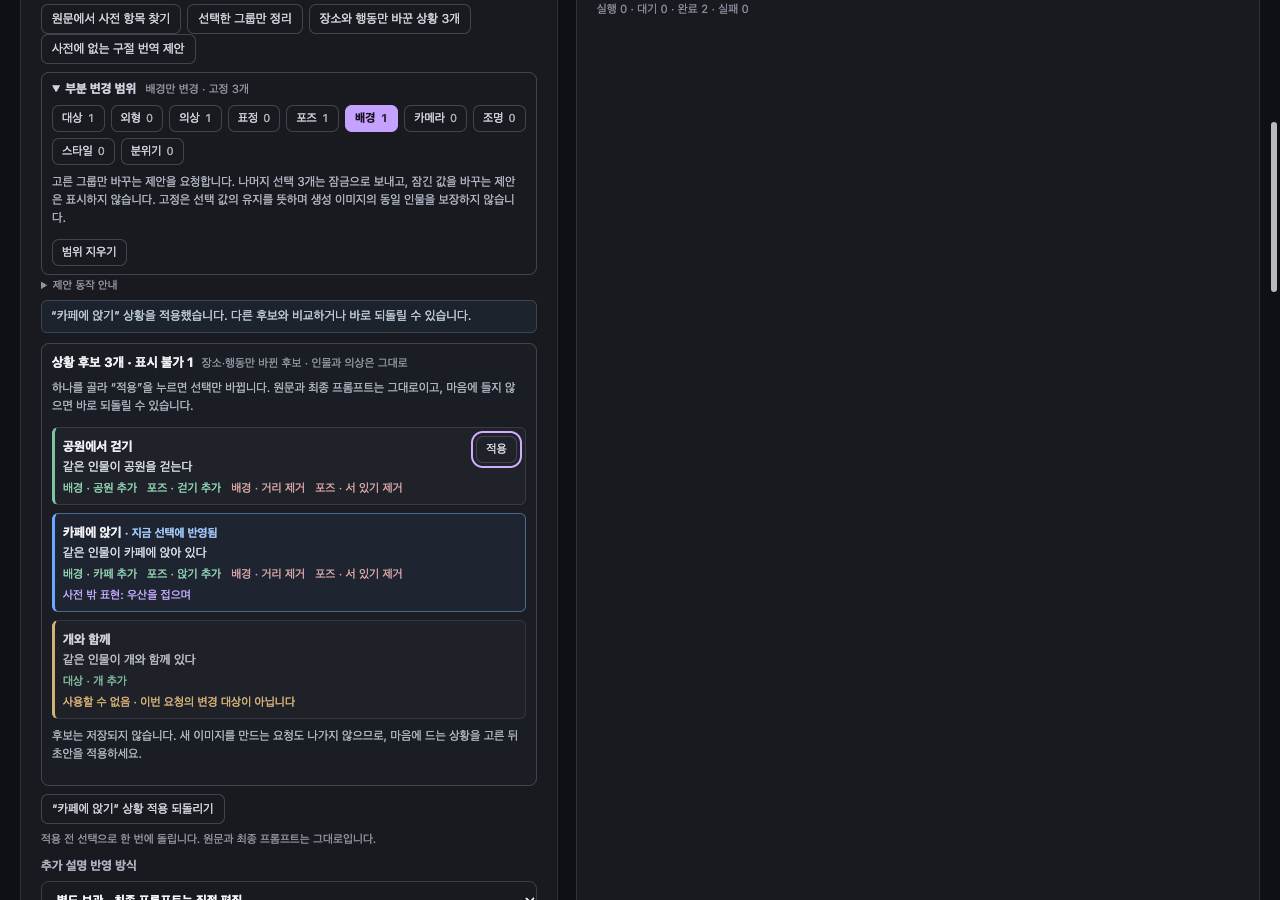 실행 0 · 대기 0 · 완료 2 · 실패 0
원문에서 사전 항목 찾기 선택한 그룹만 정리 장소와 행동만 바꾼 상황 3개
사전에 없는 구절 번역 제안
▼ 부분 변경 범위 배경만 변경 · 고정 3개
대상 1 외형 0 의상 1 표정 0 포즈 1 배경 1 카메라 0 조명 0
스타일 0 분위기 0
고른 그룹만 바꾸는 제안을 요청합니다. 나머지 선택 3개는 잠금으로 보내고, 잠긴 값을 바꾸는 제안
은 표시하지 않습니다. 고정은 선택 값의 유지를 뜻하며 생성 이미지의 동일 인물을 보장하지 않습니
다.
범위 지우기
▶ 제안 동작 안내
“카페에 앉기” 상황을 적용했습니다. 다른 후보와 비교하거나 바로 되돌릴 수 있습니다.
상황 후보 3개 · 표시 불가 1 장소·행동만 바뀐 후보 · 인물과 의상은 그대로
하나를 골라 “적용”을 누르면 선택만 바뀝니다. 원문과 최종 프롬프트는 그대로이고, 마음에 들지 않
으면 바로 되돌릴 수 있습니다.
공원에서 걷기
적용
같은 인물이 공원을 걷는다
배경 · 공원 추가 포즈 · 걷기 추가 배경 · 거리 제거 포즈 · 서 있기 제거
카페에 앉기 · 지금 선택에 반영됨
같은 인물이 카페에 앉아 있다
배경 · 카페 추가 포즈 · 앉기 추가 배경 · 거리 제거 포즈 · 서 있기 제거
사전 밖 표현: 우산을 접으며
개와 함께
같은 인물이 개와 함께 있다
대상 · 개 추가
사용할 수 없음 · 이번 요청의 변경 대상이 아닙니다
후보는 저장되지 않습니다. 새 이미지를 만드는 요청도 나가지 않으므로, 마음에 드는 상황을 고른 뒤
초안을 적용하세요.
“카페에 앉기” 상황 적용 되돌리기
적용 전 선택으로 한 번에 돌립니다. 원문과 최종 프롬프트는 그대로입니다.
추가 설명 반영 방식
별도 보관 · 최종 프롬프트는 직접 편집